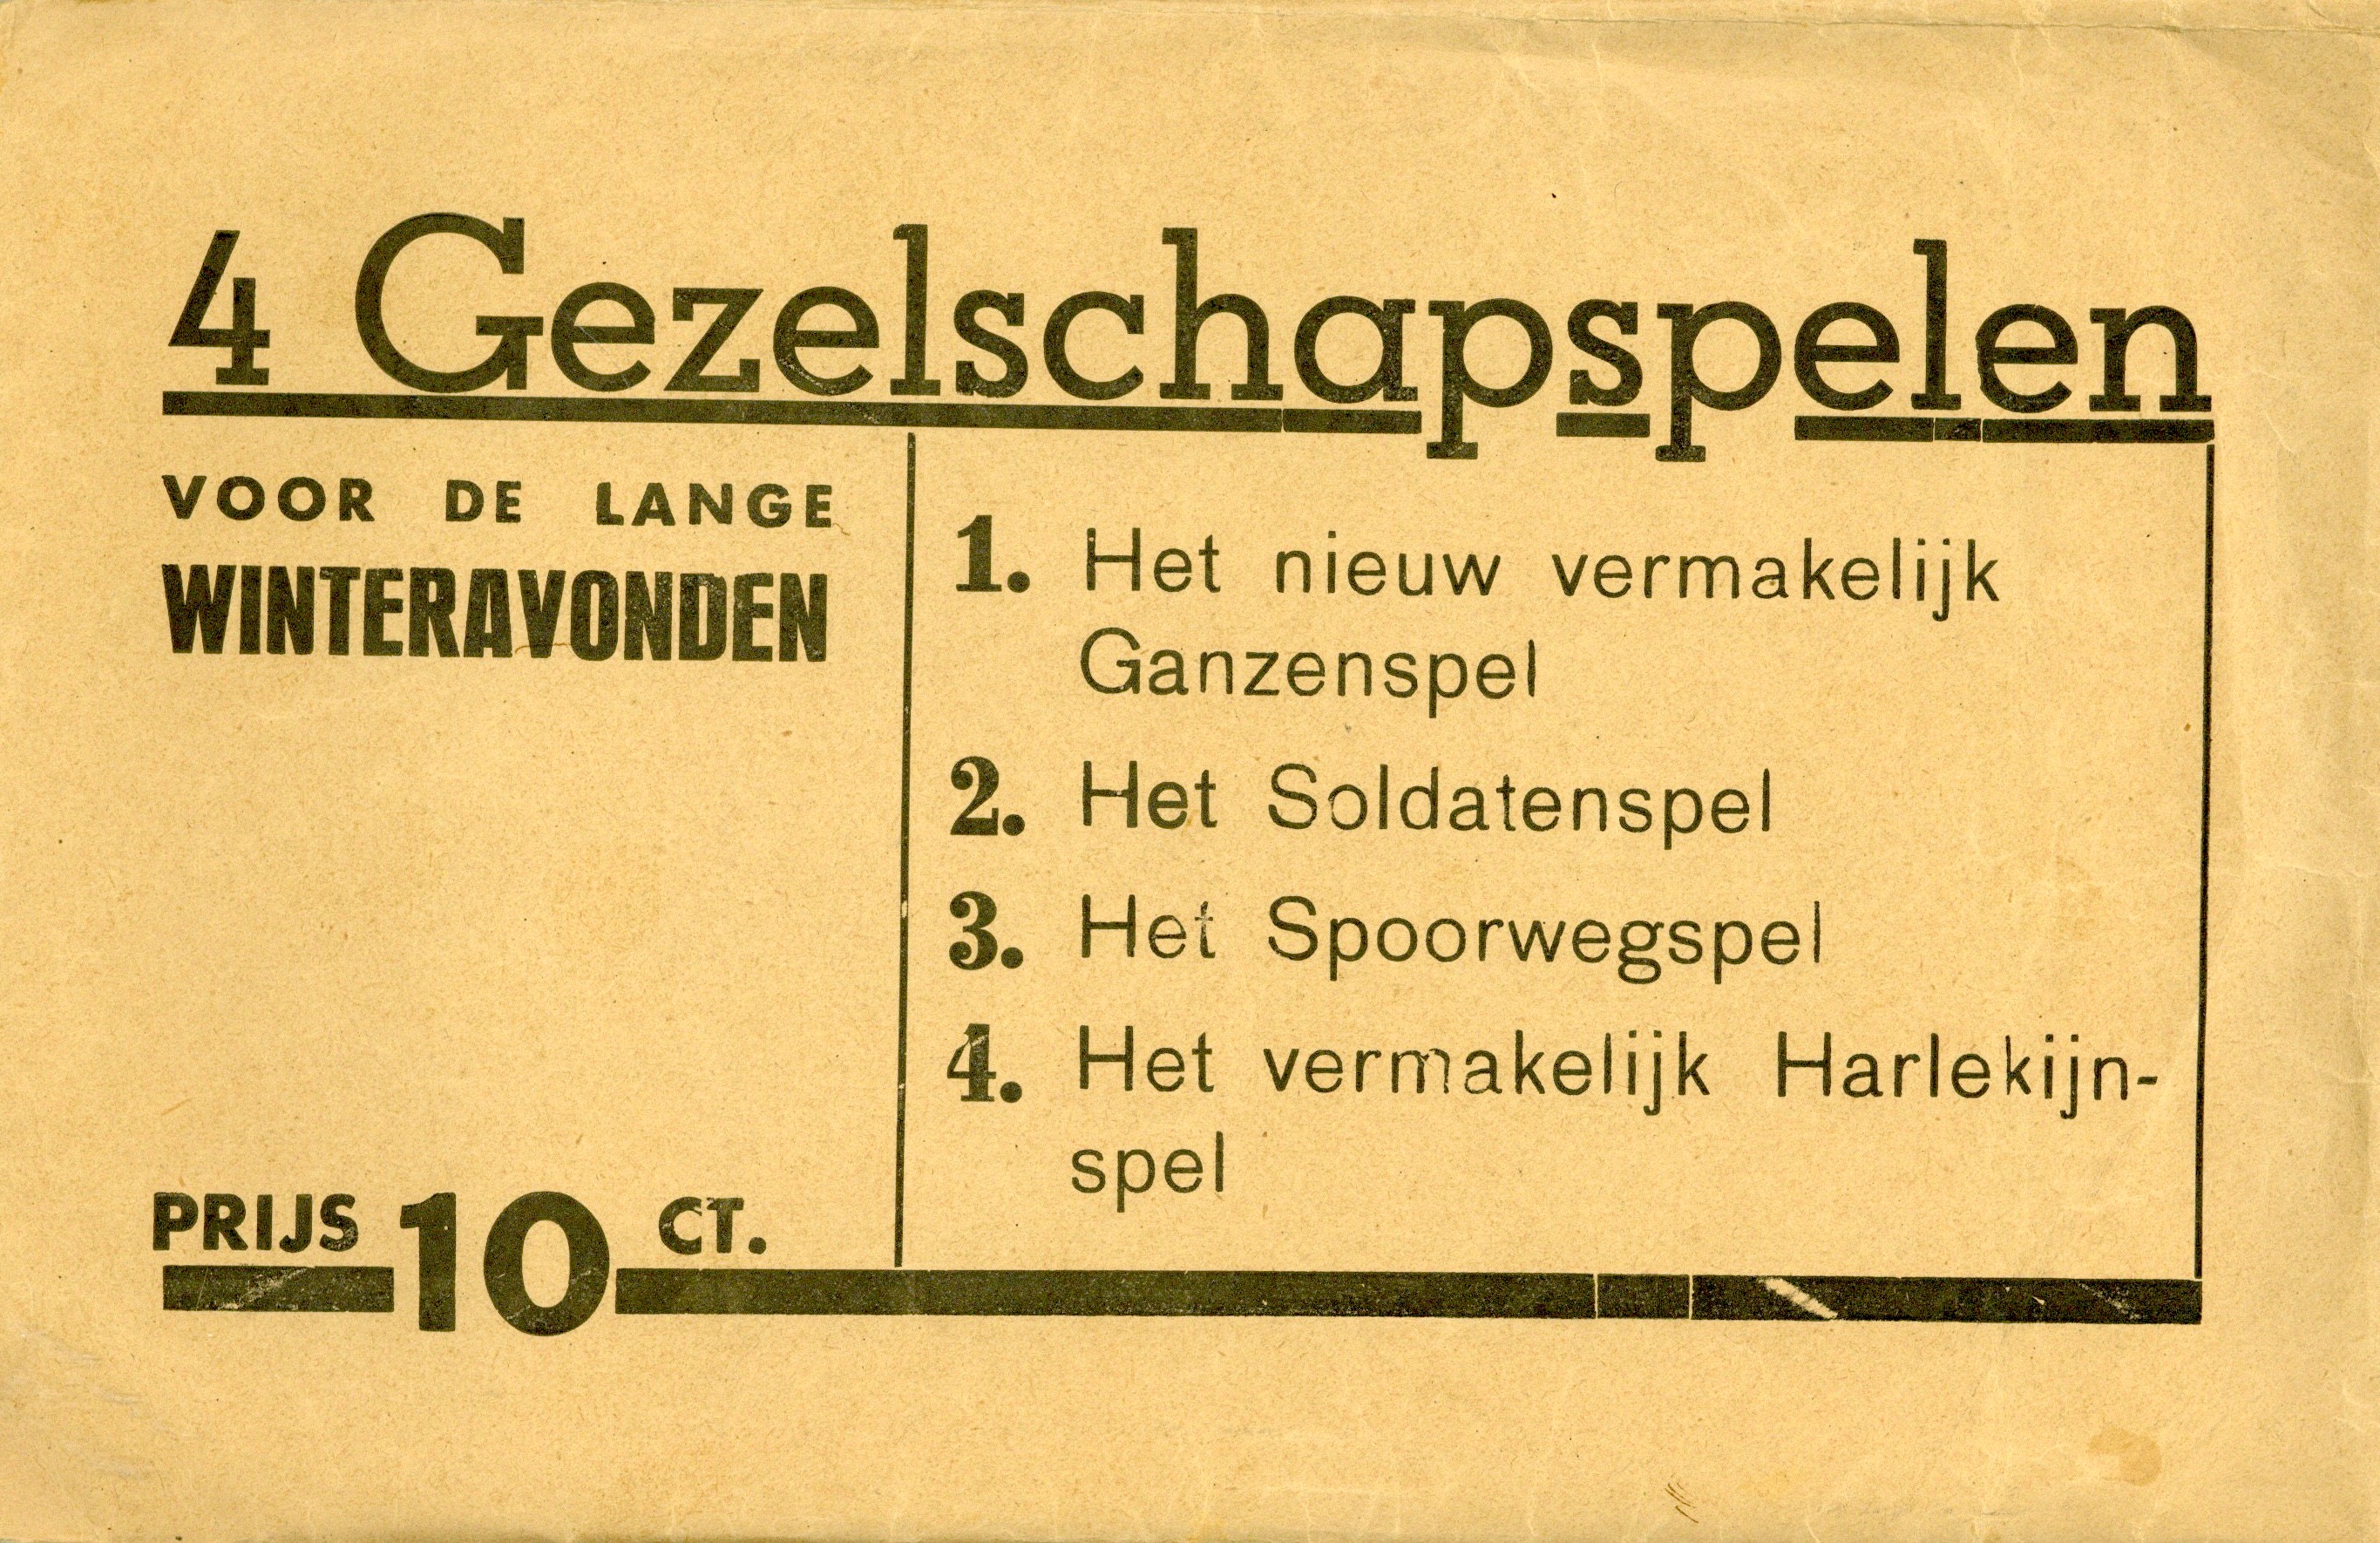 4 Gezelschapspelen
VOOR DE LANGE
WINTERAVONDEN
PRIJS 10 CT.
1. Het nieuw vermakelijk
Ganzenspel
2. Het Soldatenspel
3. Het Spoorwegspel
4. Het vermakelijk Harlekijn-
spel